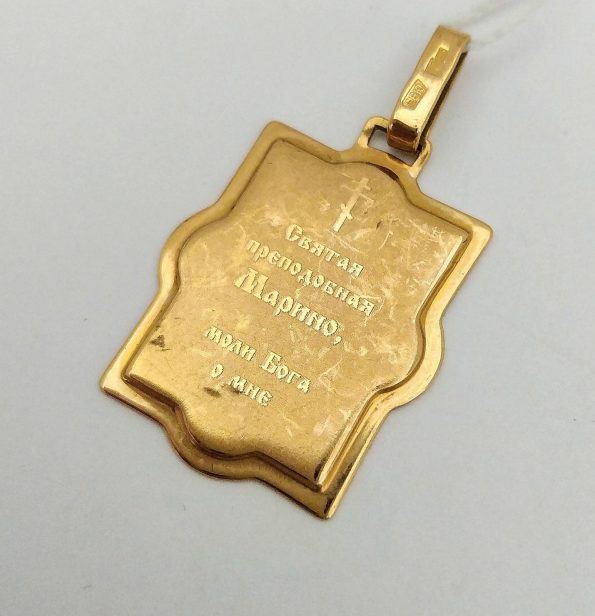 Святая
преподобная
Марино,
моли Бога
о мне